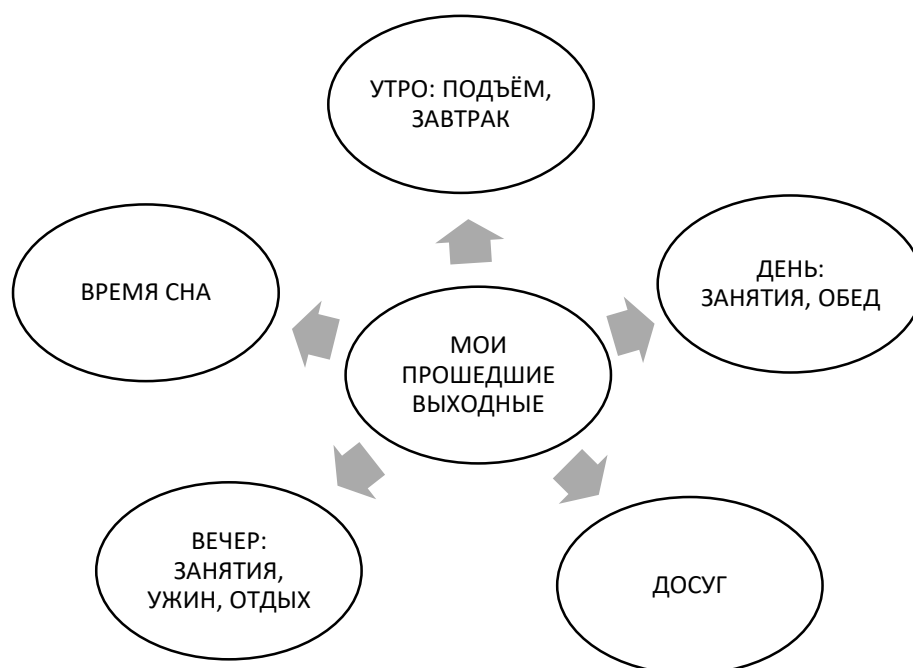 УТРО: ПОДЪЁМ,
ЗАВТРАК
ДЕНЬ:
ЗАНЯТИЯ, ОБЕД
ВРЕМЯ СНА
МОИ
ПРОШЕДШИЕ
ВЫХОДНЫЕ
ВЕЧЕР:
ЗАНЯТИЯ,
УЖИН, ОТДЫХ
ДОСУГ